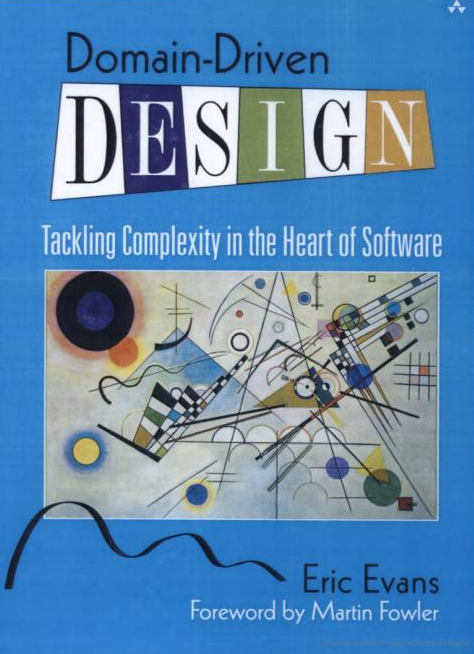 Domain-Driven
DESIGN
Tackling Complexity in the Heart of Software
Eric Evans
Foreword by Martin Fowler